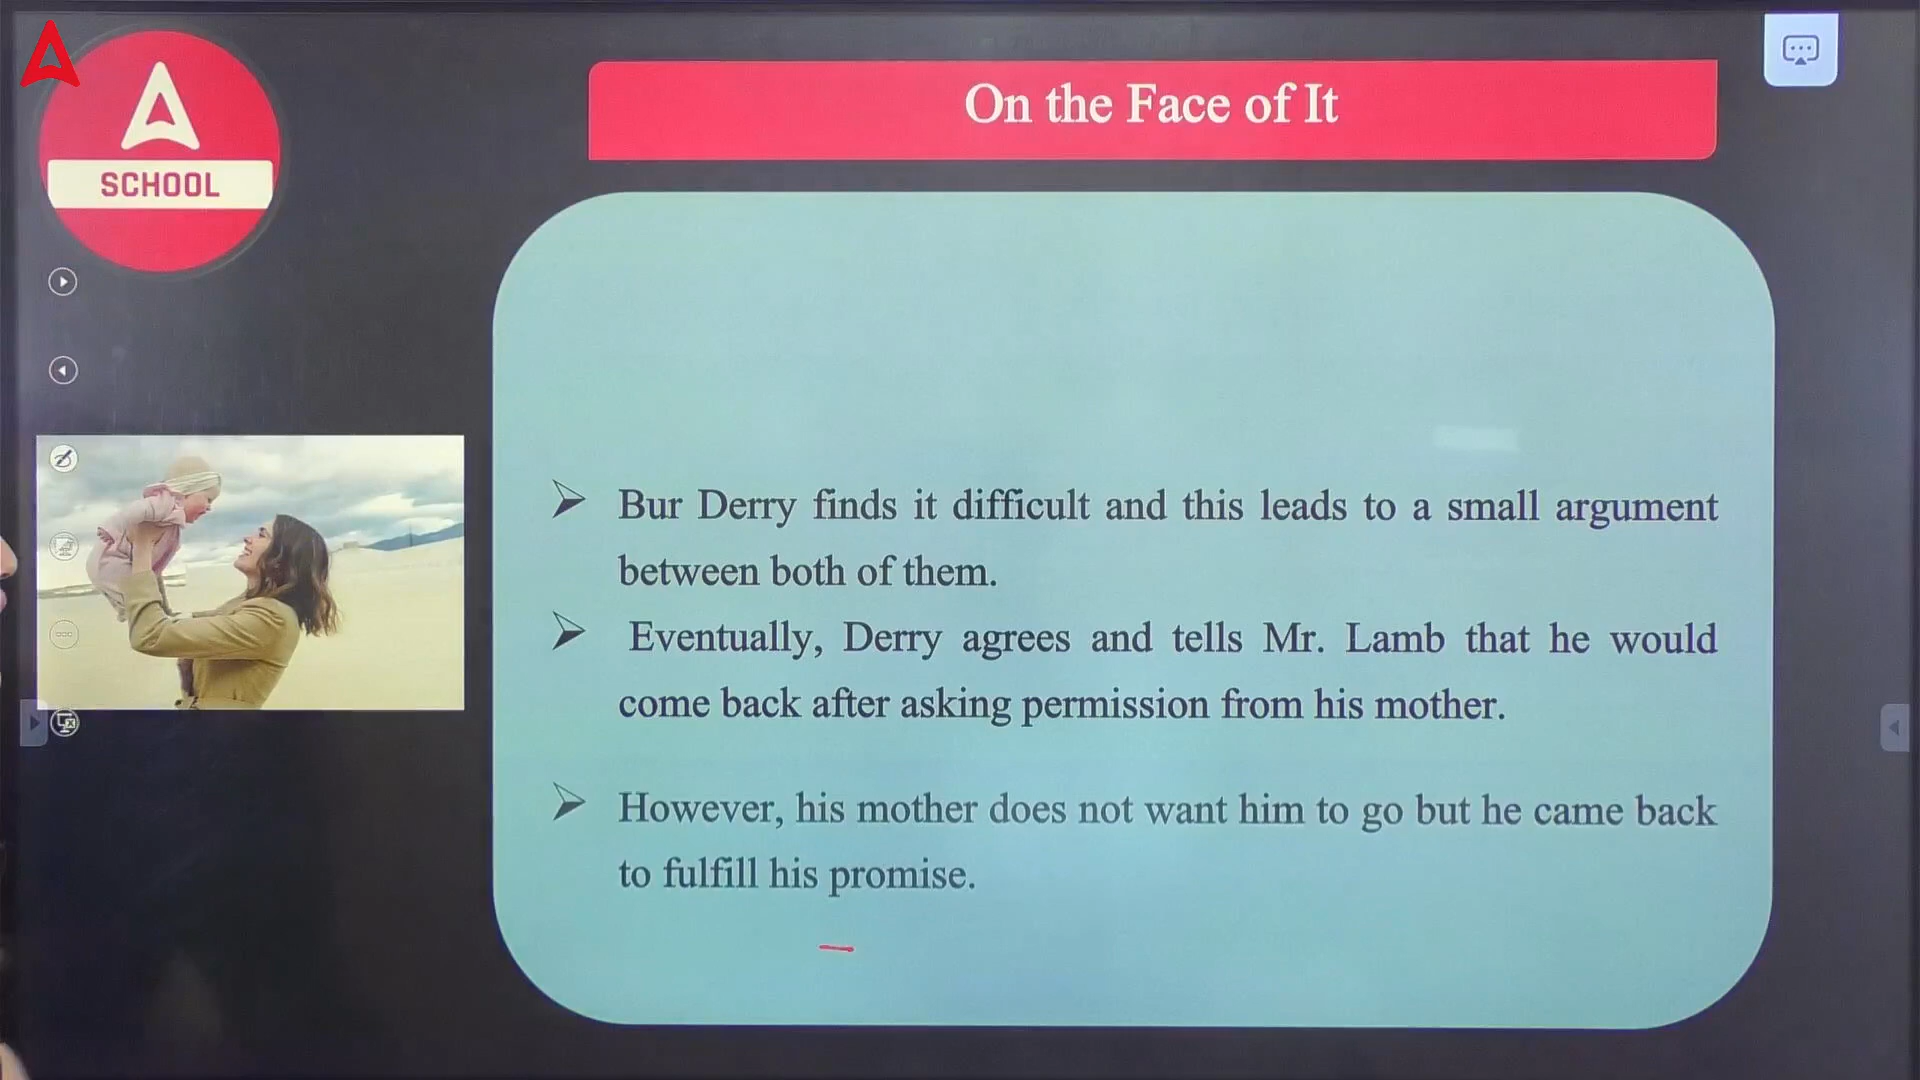 SCHOOL
On the Face of It
Bur Derry finds it difficult and this leads to a small argument
between both of them.
Eventually, Derry agrees and tells Mr. Lamb that he would
come back after asking permission from his mother.
However, his mother does not want him to go but he came back
to fulfill his promise.